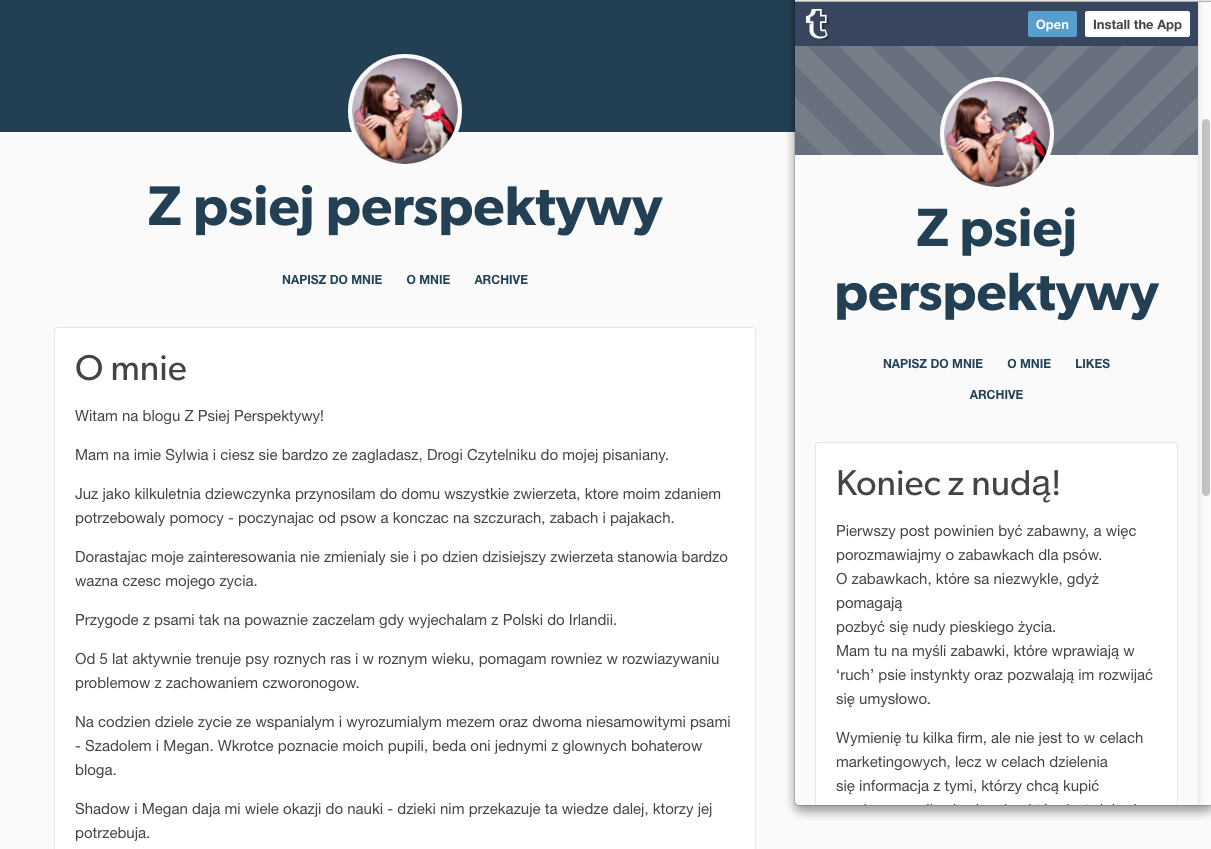 Z psiej perspektywy
NAPISZ DO MNIE O MNIE ARCHIVE
O mnie
Witam na blogu Z Psiej Perspektywy!
Mam na imie Sylwia i ciesz sie bardzo ze zagladasz, Drogi Czytelniku do mojej pisaniany.
Juz jako kilkuletnia dziewczynka przynosilam do domu wszystkie zwierzeta, ktore moim zdaniem
potrzebowaly pomocy - poczynajac od psow a konczac na szczurach, zabach i pajakach.
Dorastajac moje zainteresowania nie zmienialy sie i po dzien dzisiejszy zwierzeta stanowia bardzo
wazna czesc mojego zycia.
Przygode z psami tak na powaznie zaczelam gdy wyjechalam z Polski do Irlandii.
Od 5 lat aktywnie trenuje psy roznych ras i w roznym wieku, pomagam rowniez w rozwiazywaniu
problemow z zachowaniem czworonogow.
Na codzien dziele zycie ze wspanialym i wyrozumialym mezem oraz dwoma niesamowitymi psami
- Szadolem i Megan. Wkrotce poznacie moich pupili, beda oni jednymi z glownych bohaterow
bloga.
Shadow i Megan daja mi wiele okazji do nauki - dzieki nim przekazuje ta wiedze dalej, ktorzy jej
potrzebuja.
t Open Install the App
Z psiej
perspektywy
NAPISZ DO MNIE O MNIE LIKES
ARCHIVE
Koniec z nudą!
Pierwszy post powinien być zabawny, a więc
porozmawiajmy o zabawkach dla psów.
O zabawkach, które sa niezwykle, gdyż
pomagają
pozbyć się nudy pieskiego życia.
Mam tu na myśli zabawki, które wprawiają w
‘ruch’ psie instynkty oraz pozwalają im rozwijać
się umysłowo.
Wymienię tu kilka firm, ale nie jest to w celach
marketingowych, lecz w celach dzielenia
się informacja z tymi, którzy chcą kupić